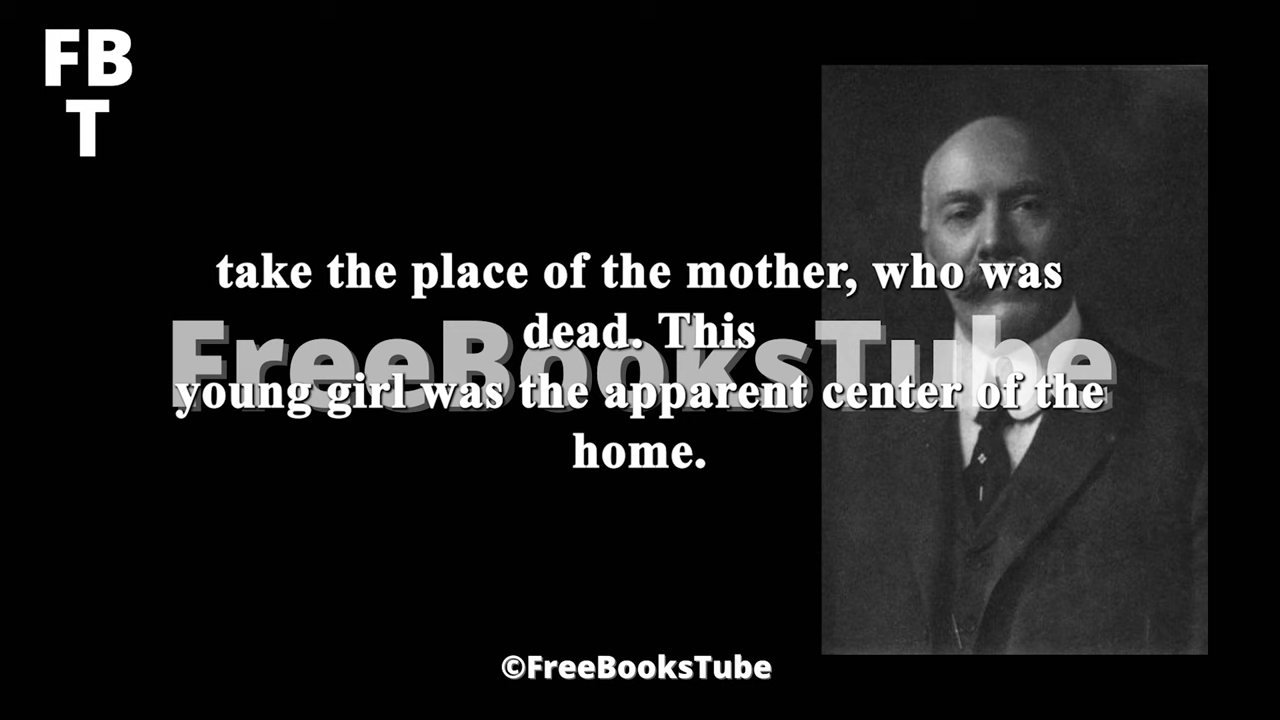 FB
T
take the place of the mother, who was
dead. This
FreeBooksTube
young girl was the apparent center of the
home.
©FreeBooksTube